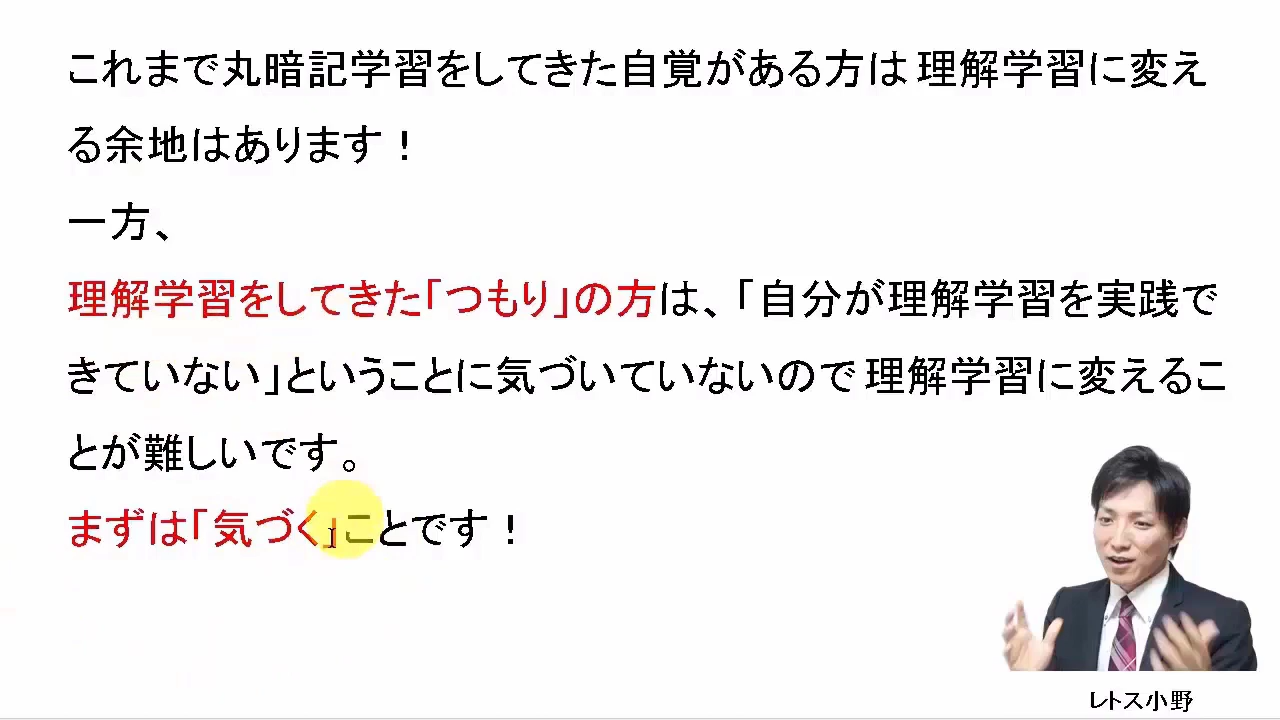 これまで丸暗記学習をしてきた自覚がある方は理解学習に変え
る余地はあります！
一方、
理解学習をしてきた「つもり」の方は、「自分が理解学習を実践で
きていない」ということに気づいていないので理解学習に変えるこ
とが難しいです。
まずは「気づく」ことです！
レトス小野